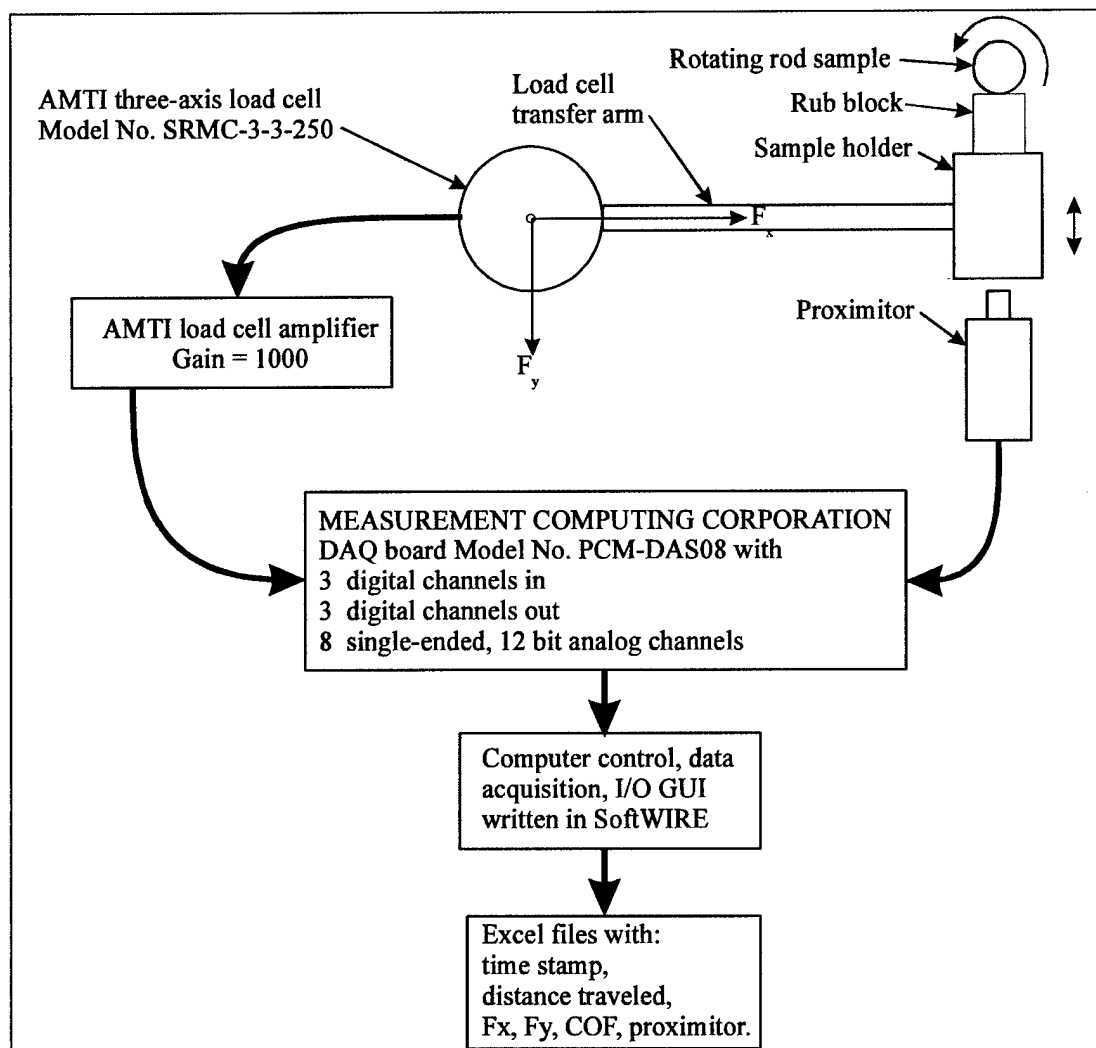 Rotating rod sample
Rub block
Sample holder
Load cell
transfer arm
AMTI three-axis load cell
Model No. SRMC-3-3-250
F_x
F_y
Proximitor
AMTI load cell amplifier
Gain = 1000
MEASUREMENT COMPUTING CORPORATION
DAQ board Model No. PCM-DAS08 with
3 digital channels in
3 digital channels out
8 single-ended, 12 bit analog channels
Computer control, data
acquisition, I/O GUI
written in SoftWIRE
Excel files with:
time stamp,
distance traveled,
Fx, Fy, COF, proximitor.